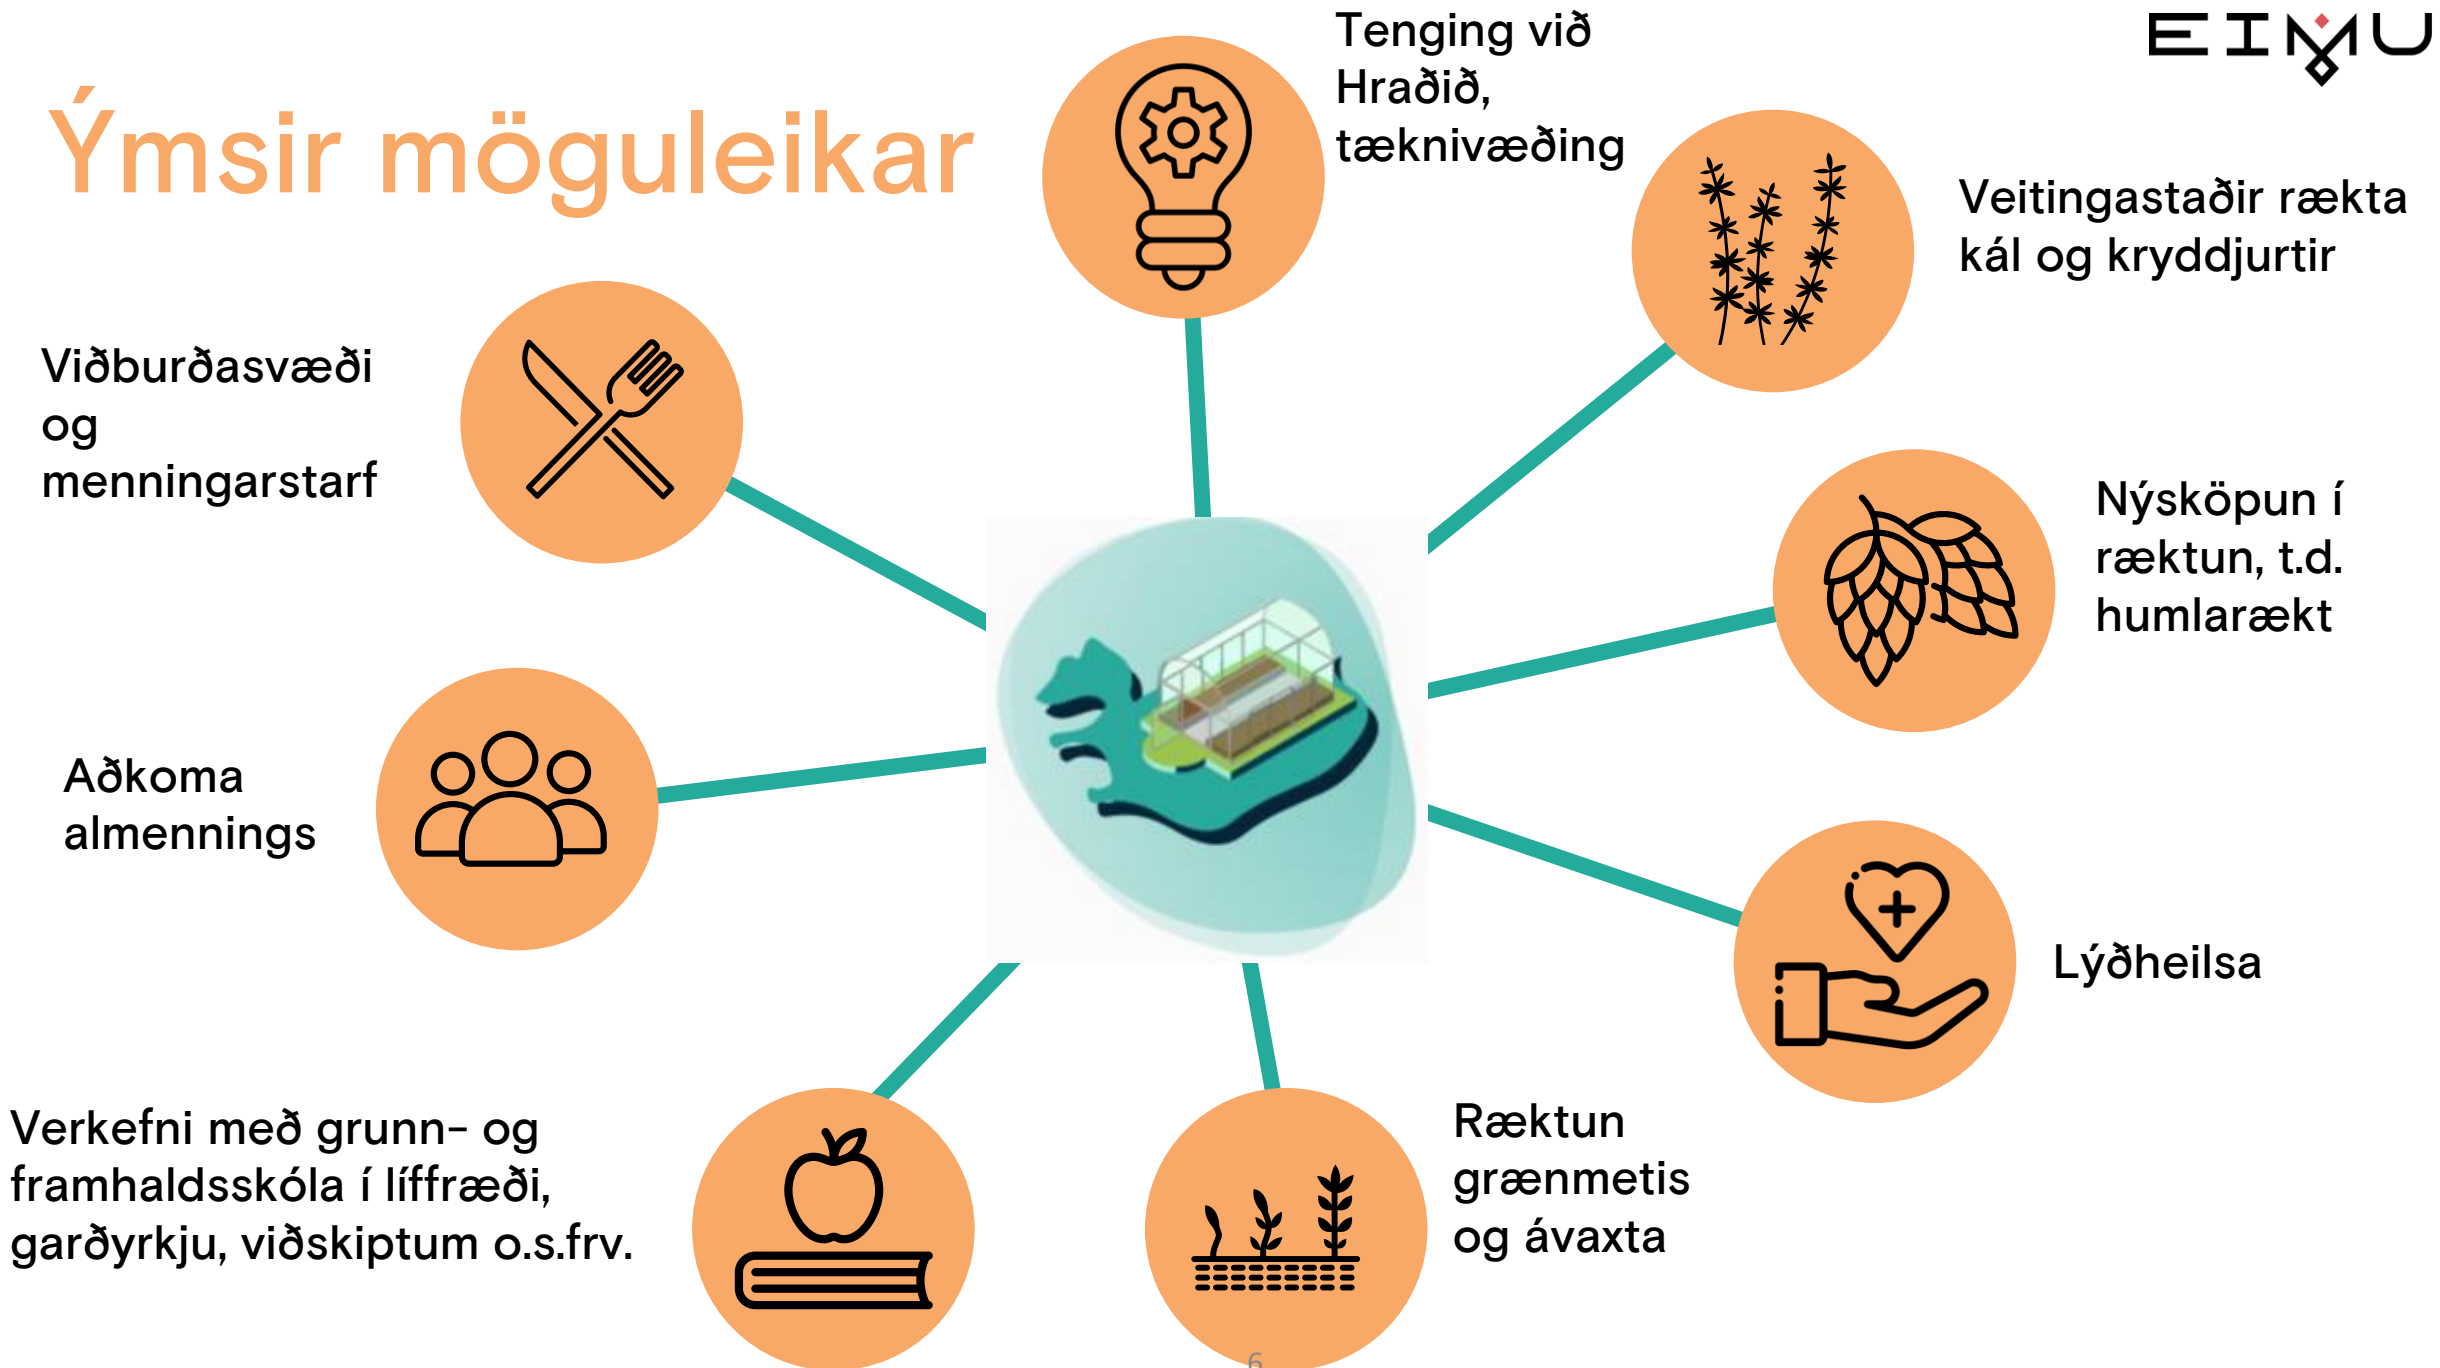 EIMU
Ýmsir möguleikar
Tenging við
Hraðið,
tæknivæðing
Veitingastaðir rækta
kál og kryddjurtir
Viðburðasvæði
og
menningarstarf
Nýsköpun í
ræktun, t.d.
humlarækt
Aðkoma
almennings
Lýðheilsa
Verkefni með grunn- og
framhaldsskóla í líffræði,
garðyrkju, viðskiptum o.s.frv.
Ræktun
grænmetis
og ávaxta
6